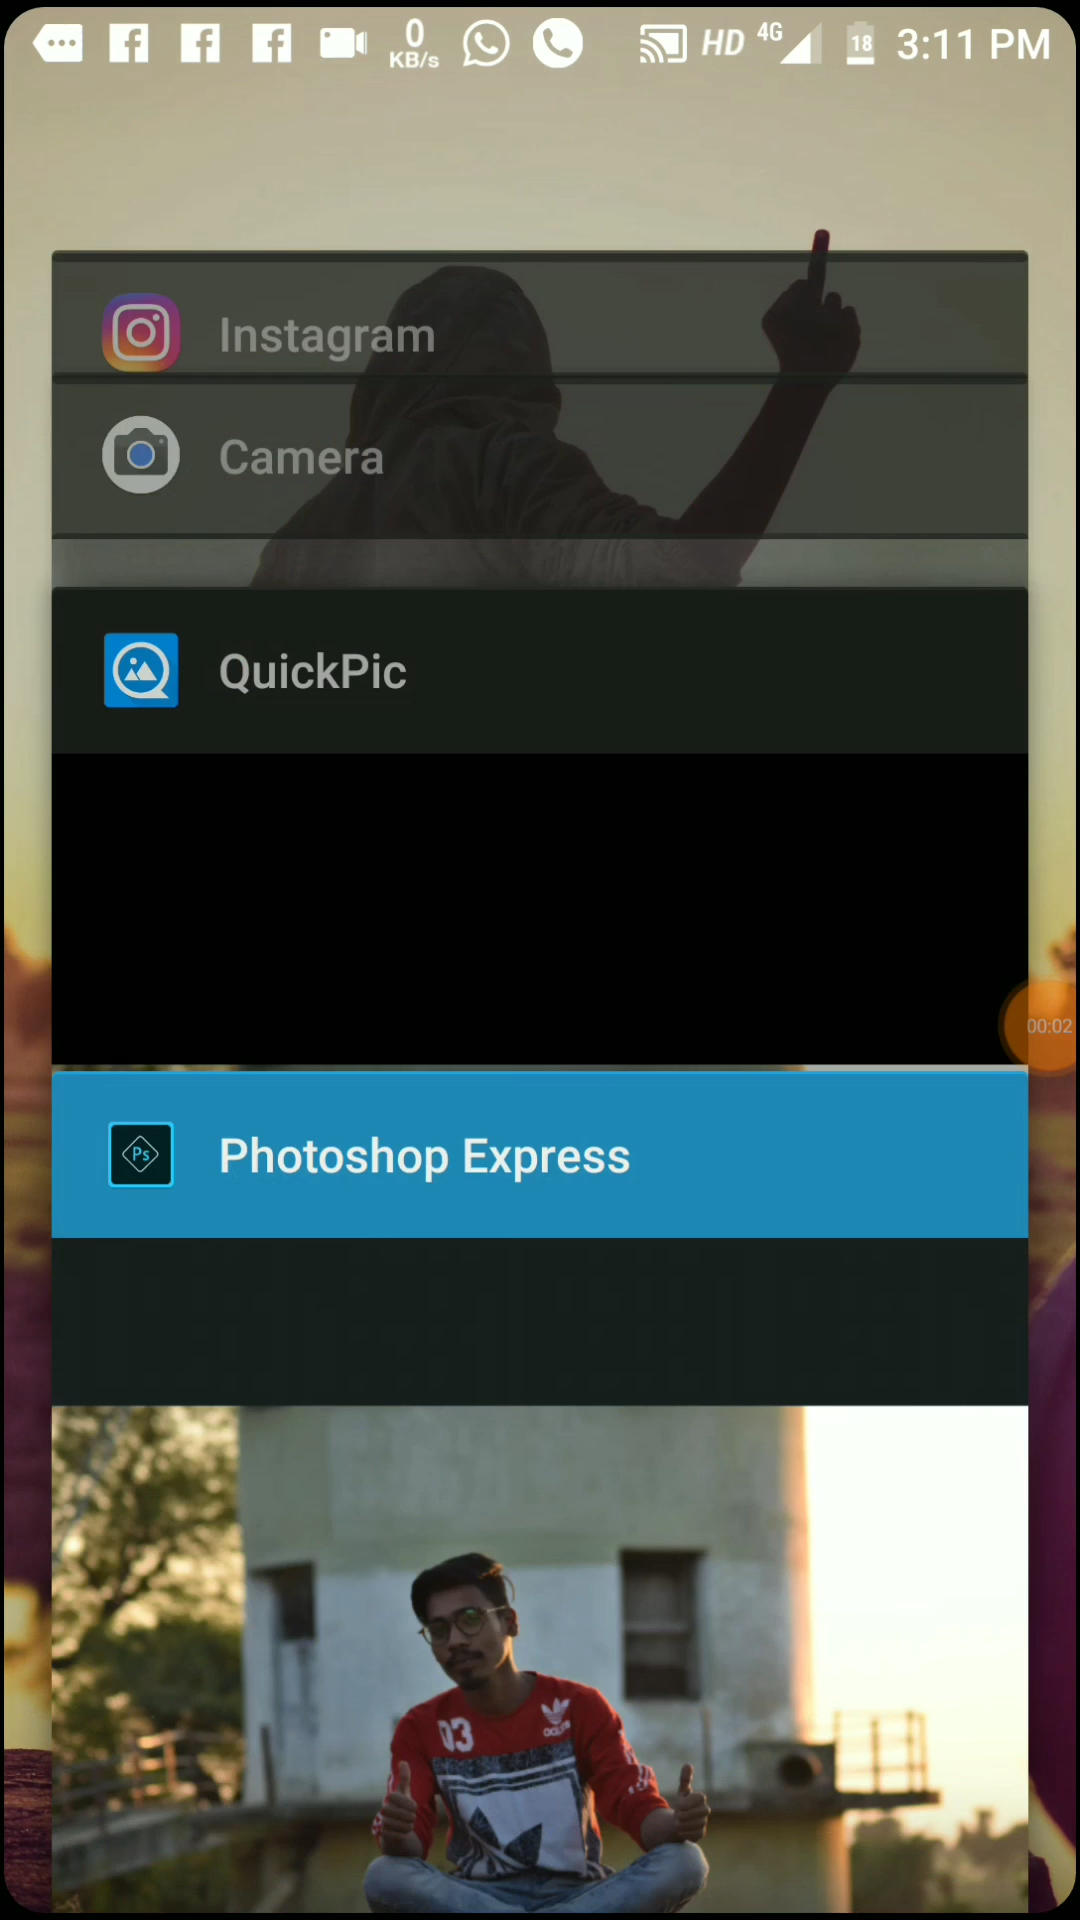 0 KB/s HD 4G 18 3:11 PM
Instagram
Camera
QuickPic
00:02
Ps Photoshop Express
03